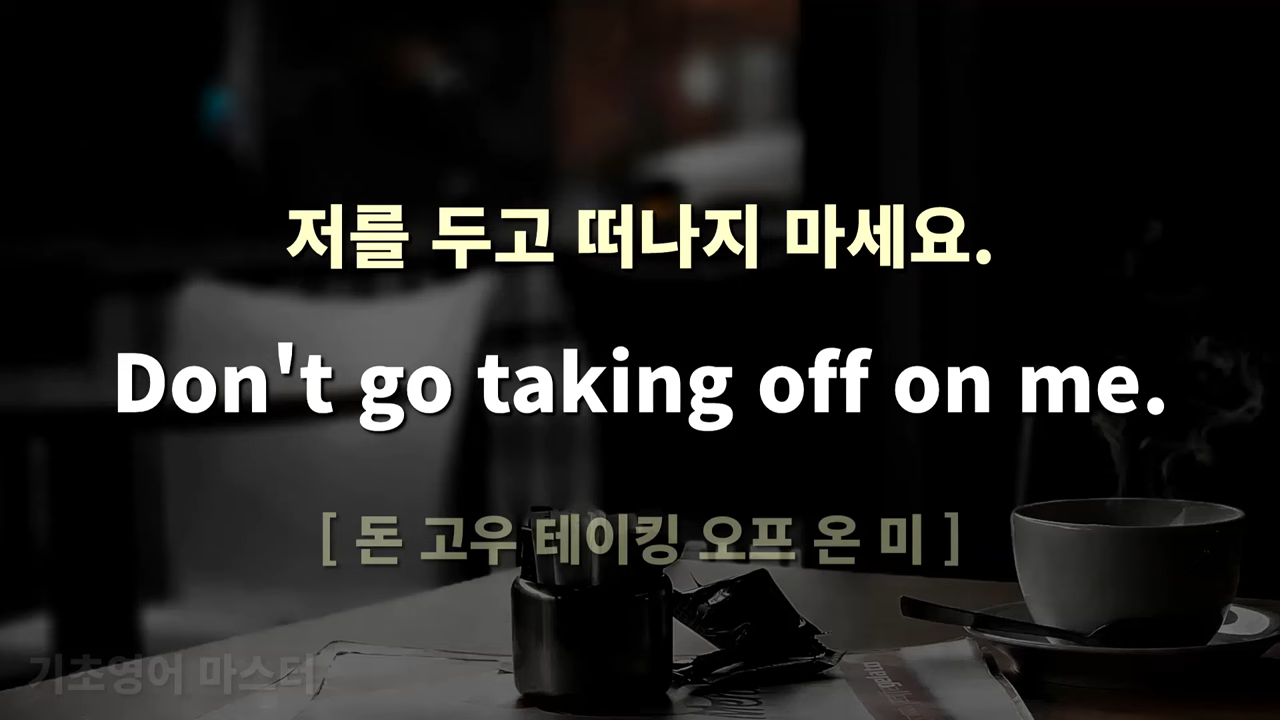 저를 두고 떠나지 마세요.
Don't go taking off on me.
[ 돈 고우 테이킹 오프 온 미 ]
기초영어 마스터